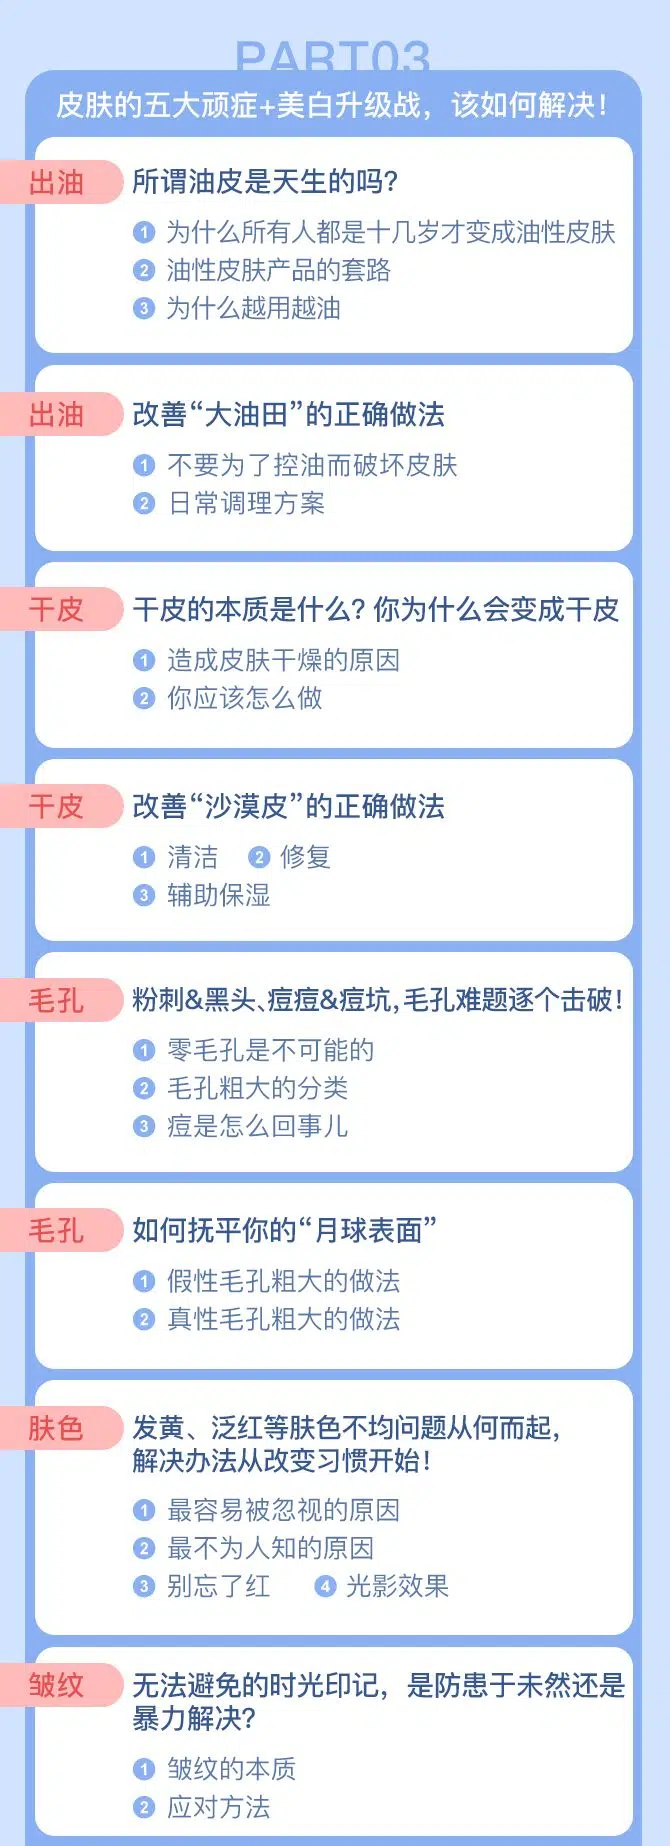 PART03
皮肤的五大顽症+美白升级战，该如何解决！
出油
所谓油皮是天生的吗？
1 为什么所有人都是十几岁才变成油性皮肤
2 油性皮肤产品的套路
3 为什么越用越油
出油
改善“大油田”的正确做法
1 不要为了控油而破坏皮肤
2 日常调理方案
干皮
干皮的本质是什么？你为什么会变成干皮
1 造成皮肤干燥的原因
2 你应该怎么做
干皮
改善“沙漠皮”的正确做法
1 清洁 2 修复
3 辅助保湿
毛孔
粉刺&黑头、痘痘&痘坑，毛孔难题逐个击破！
1 零毛孔是不可能的
2 毛孔粗大的分类
3 痘是怎么回事儿
毛孔
如何抚平你的“月球表面”
1 假性毛孔粗大的做法
2 真性毛孔粗大的做法
肤色
发黄、泛红等肤色不均问题从何而起，
解决办法从改变习惯开始！
1 最容易被忽视的原因
2 最不为人知的原因
3 别忘了红 4 光影效果
皱纹
无法避免的时光印记，是防患于未然还是
暴力解决？
1 皱纹的本质
2 应对方法